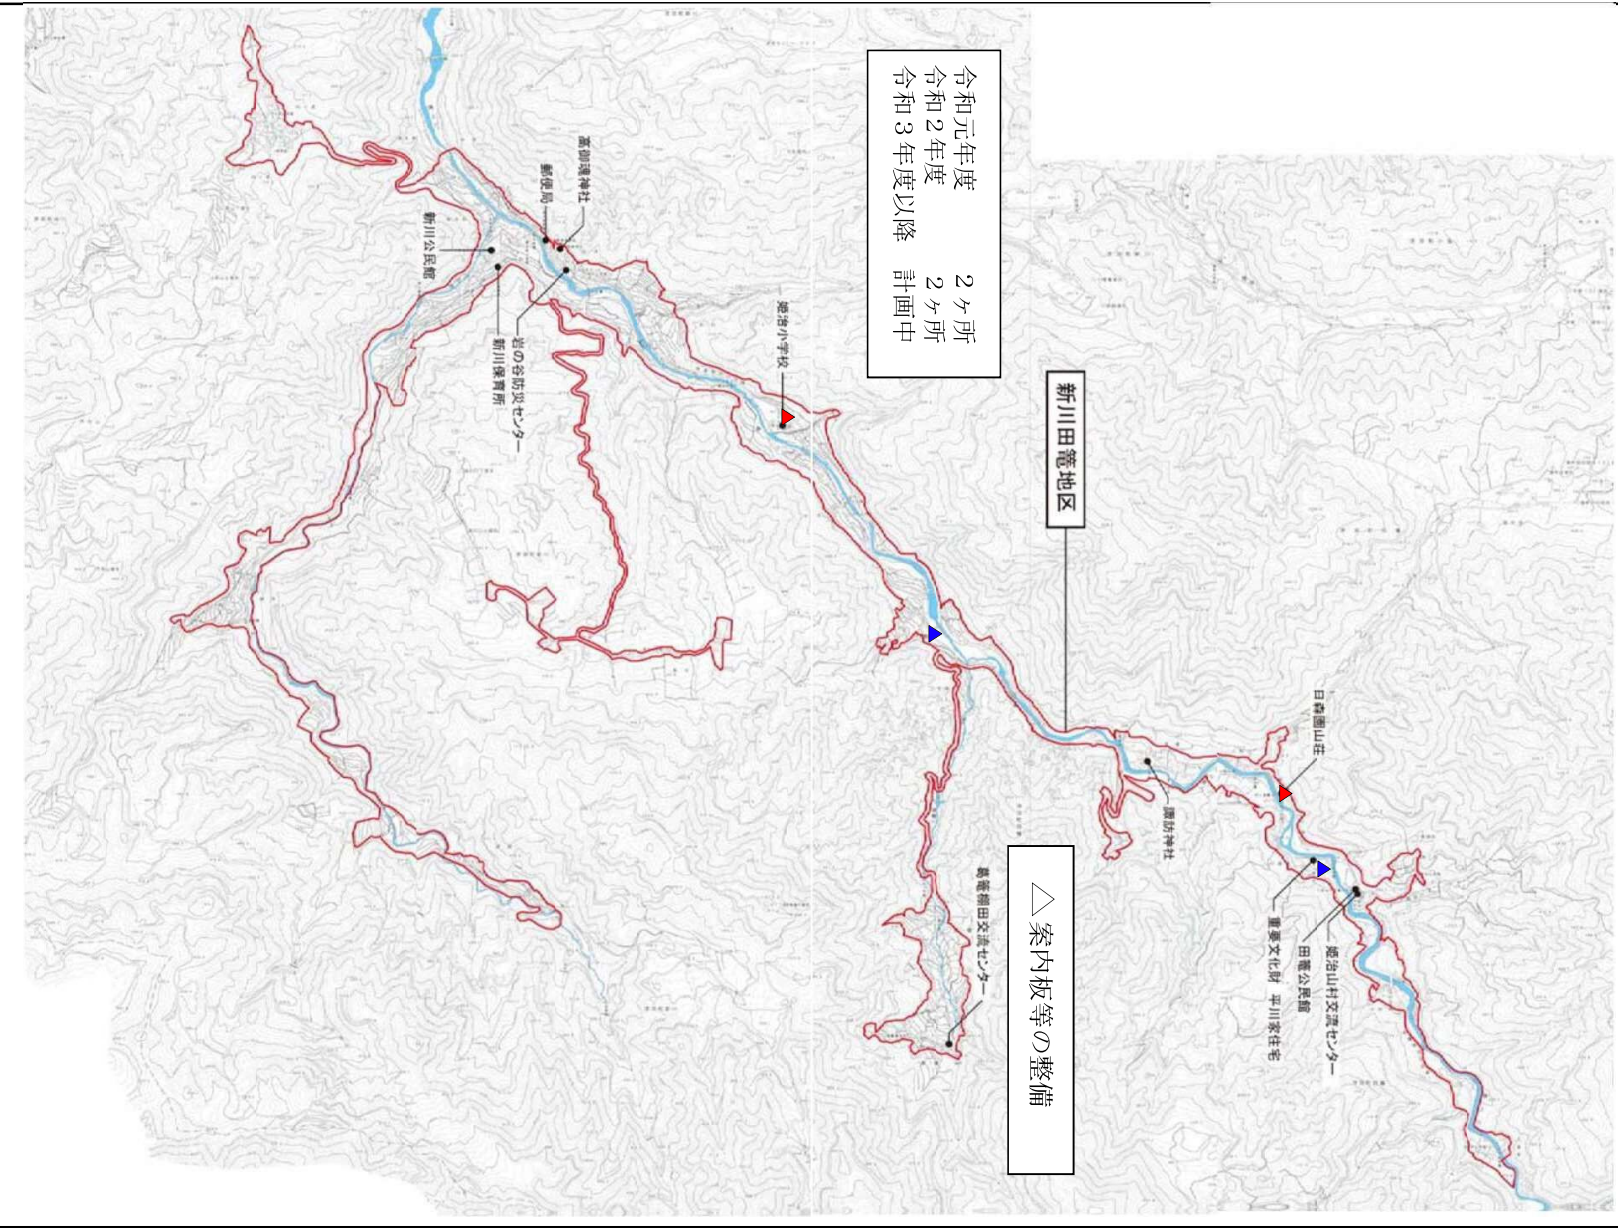 令和元年度 ２ヶ所
令和２年度 ２ヶ所
令和３年度以降 計画中
新川田篭地区
△案内板等の整備
高御魂神社
郵便局
新川公民館
岩の谷防災センター
新川保育所
姫治小学校
日森園山荘
諏訪神社
葛篭棚田交流センター
姫治山村交流センター
田篭公民館
重要文化財 平川家住宅